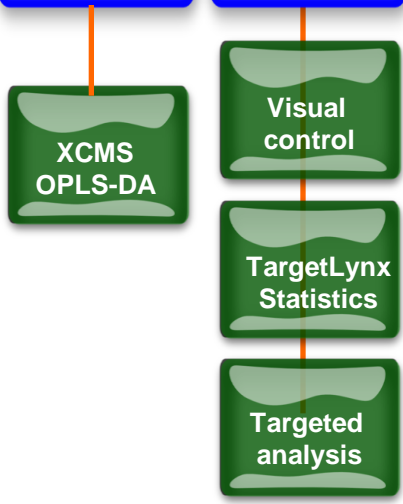 XCMS
OPLS-DA
Visual
control
TargetLynx
Statistics
Targeted
analysis